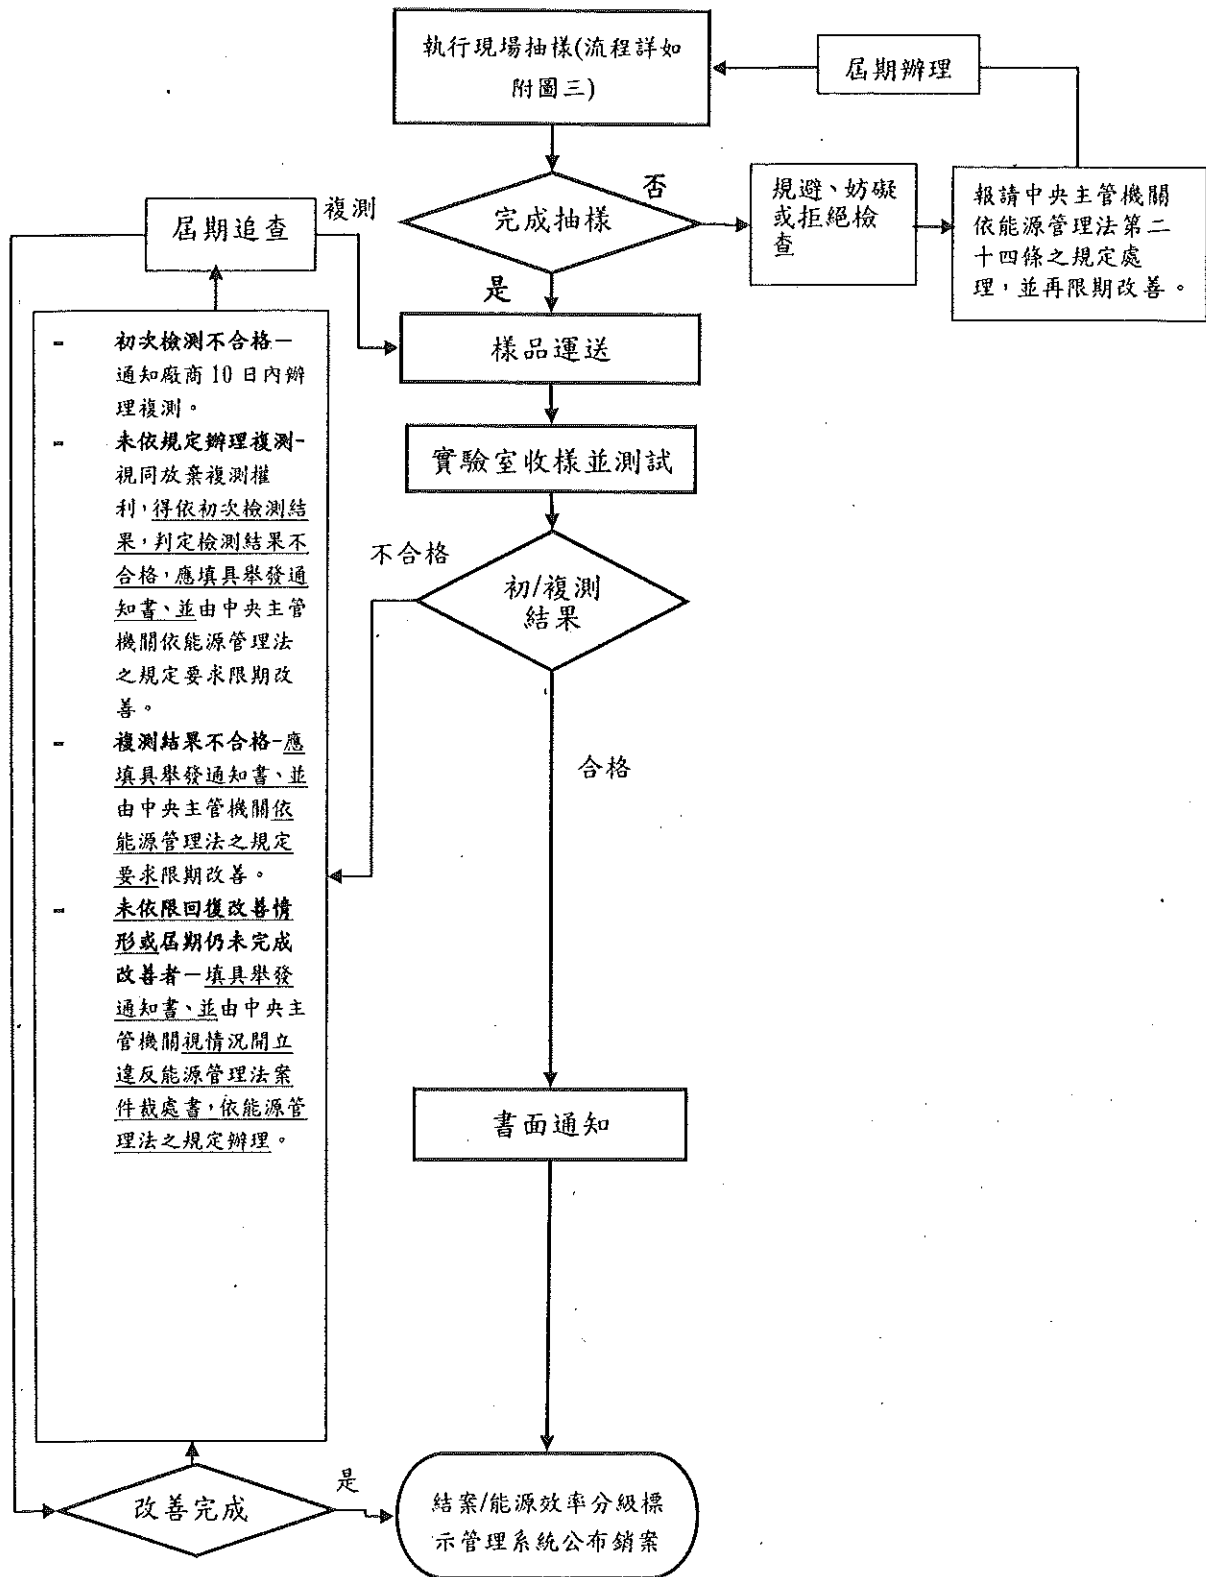 執行現場抽樣(流程詳如
附圖三)
屆期辦理
完成抽樣
否
規避、妨礙
或拒絕檢
查
報請中央主管機關
依能源管理法第二
十四條之規定處
理，並再限期改善。
屆期追查
複測
是
樣品運送
實驗室收樣並測試
不合格
初/複測
結果
合格
- 初次檢測不合格－
通知廠商 10 日內辦
理複測。
- 未依規定辦理複測-
視同放棄複測權
利，得依初次檢測結
果，判定檢測結果不
合格，應填具舉發通
知書、並由中央主管
機關依能源管理法
之規定要求限期改
善。
- 複測結果不合格-應
填具舉發通知書、並
由中央主管機關依
能源管理法之規定
要求限期改善。
- 未依限回復改善情
形或屆期仍未完成
改善者－填具舉發
通知書、並由中央主
管機關視情況開立
違反能源管理法案
件裁處書，依能源管
理法之規定辦理。
書面通知
改善完成
是
結案/能源效率分級標
示管理系統公布銷案